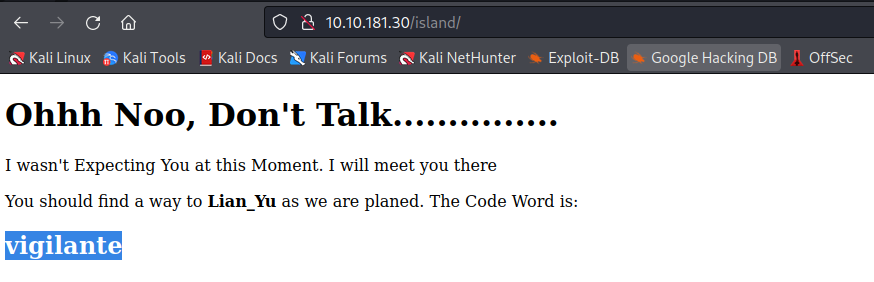 10.10.181.30/island/
Kali Linux Kali Tools Kali Docs Kali Forums Kali NetHunter Exploit-DB Google Hacking DB OffSec
Ohhh Noo, Don't Talk...............
I wasn't Expecting You at this Moment. I will meet you there
You should find a way to Lian_Yu as we are planed. The Code Word is:
vigilante